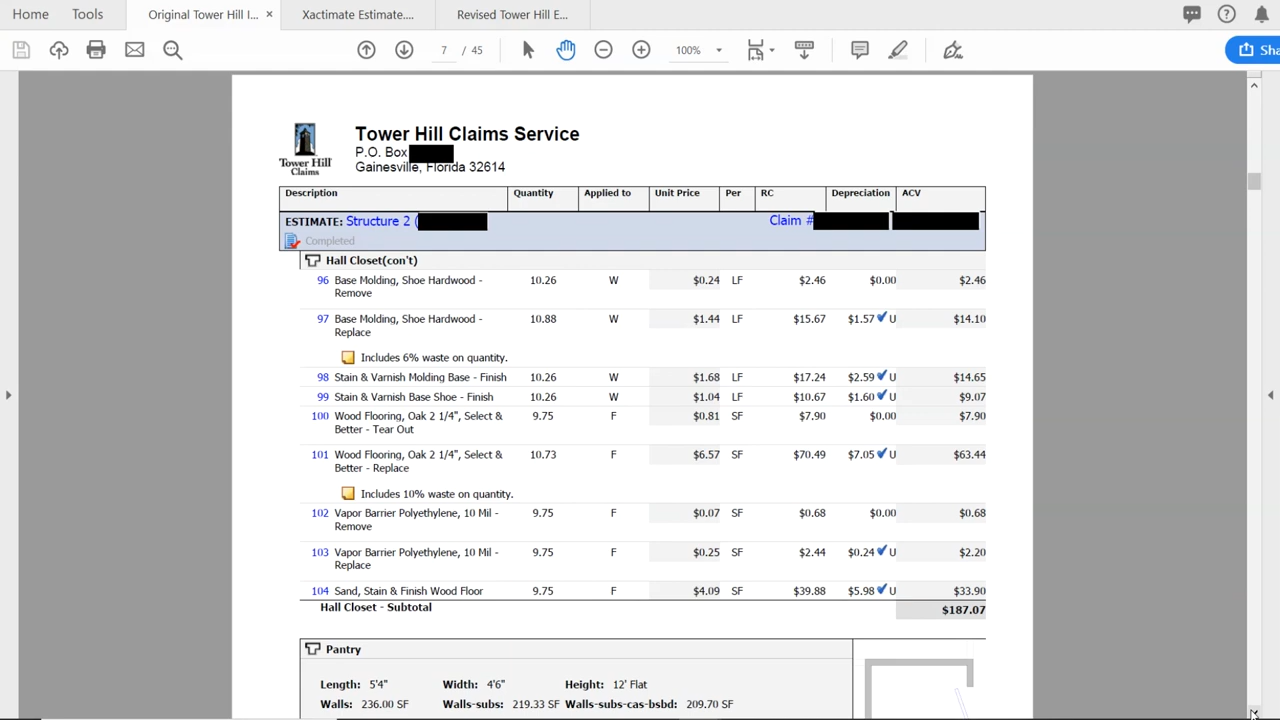 Home Tools Original Tower Hill I... × Xactimate Estimate.... Revised Tower Hill E...
7 / 45 100% Sha
Tower Hill Claims Service
P.O. Box
Gainesville, Florida 32614
Tower Hill
Claims
Description Quantity Applied to Unit Price Per RC Depreciation ACV
ESTIMATE: Structure 2 ( Claim #
Completed
Hall Closet(con't)
96 Base Molding, Shoe Hardwood - 10.26 W $0.24 LF $2.46 $0.00 $2.46
Remove
97 Base Molding, Shoe Hardwood - 10.88 W $1.44 LF $15.67 $1.57 U $14.10
Replace
Includes 6% waste on quantity.
98 Stain & Varnish Molding Base - Finish 10.26 W $1.68 LF $17.24 $2.59 U $14.65
99 Stain & Varnish Base Shoe - Finish 10.26 W $1.04 LF $10.67 $1.60 U $9.07
100 Wood Flooring, Oak 2 1/4", Select & 9.75 F $0.81 SF $7.90 $0.00 $7.90
Better - Tear Out
101 Wood Flooring, Oak 2 1/4", Select & 10.73 F $6.57 SF $70.49 $7.05 U $63.44
Better - Replace
Includes 10% waste on quantity.
102 Vapor Barrier Polyethylene, 10 Mil - 9.75 F $0.07 SF $0.68 $0.00 $0.68
Remove
103 Vapor Barrier Polyethylene, 10 Mil - 9.75 F $0.25 SF $2.44 $0.24 U $2.20
Replace
104 Sand, Stain & Finish Wood Floor 9.75 F $4.09 SF $39.88 $5.98 U $33.90
Hall Closet - Subtotal $187.07
Pantry
Length: 5'4" Width: 4'6" Height: 12' Flat
Walls: 236.00 SF Walls-subs: 219.33 SF Walls-subs-cas-bsbd: 209.70 SF